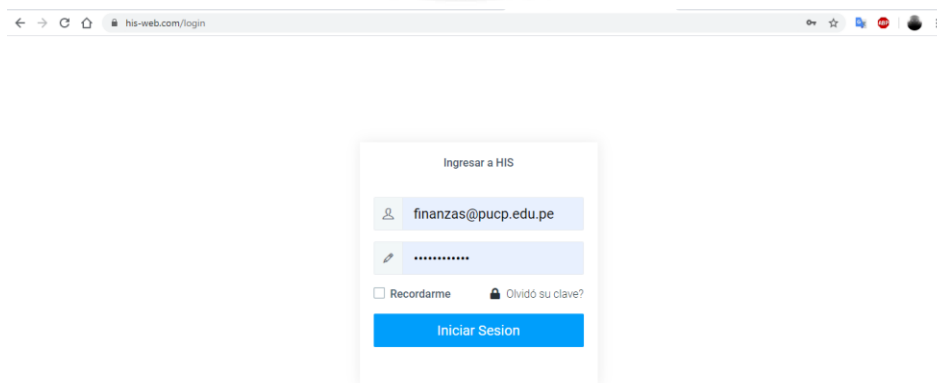 his-web.com/login
Ingresar a HIS
finanzas@pucp.edu.pe
••••••••••••
Recordarme
Olvidó su clave?
Iniciar Sesion